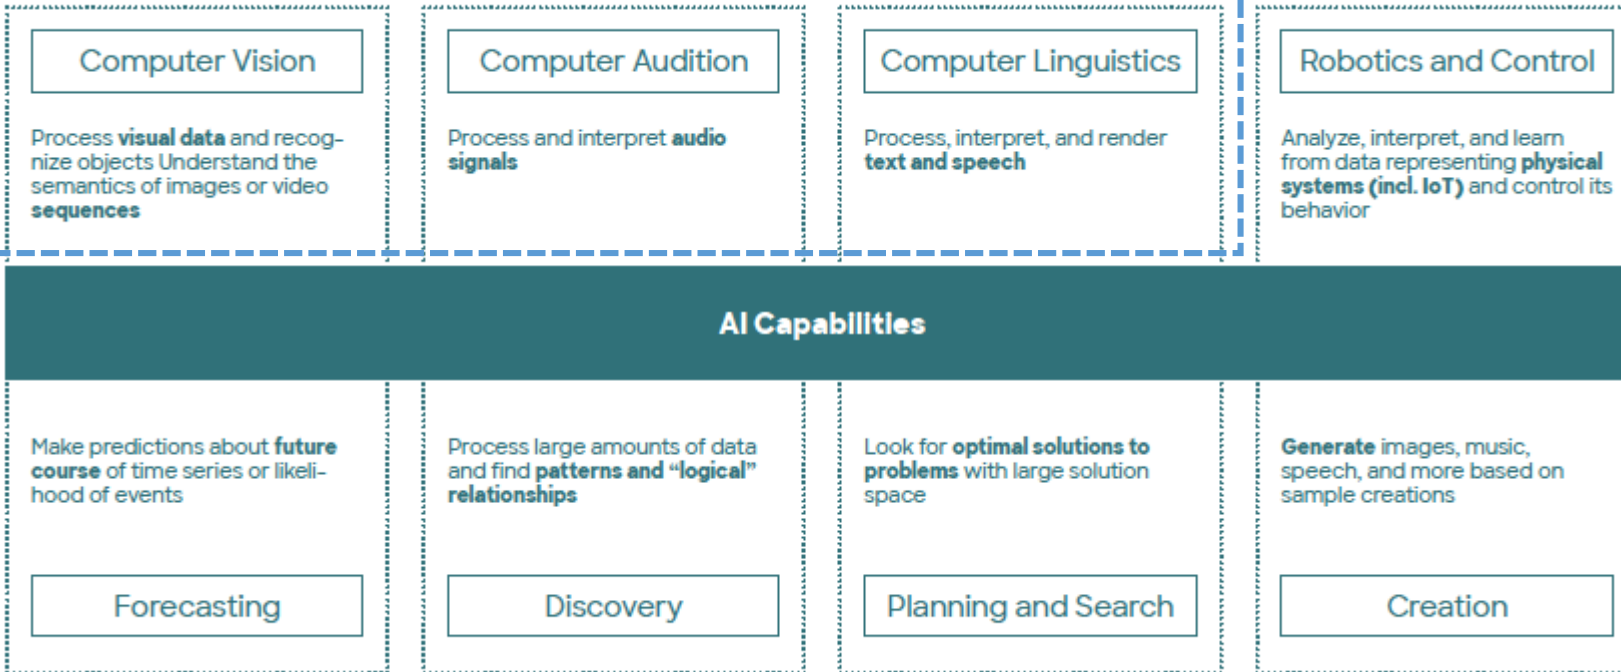 Computer Vision
Process visual data and recog-
nize objects Understand the
semantics of images or video
sequences
Computer Audition
Process and interpret audio
signals
Computer Linguistics
Process, interpret, and render
text and speech
Robotics and Control
Analyze, interpret, and learn
from data representing physical
systems (incl. IoT) and control its
behavior
AI Capabilities
Make predictions about future
course of time series or likeli-
hood of events
Forecasting
Process large amounts of data
and find patterns and “logical”
relationships
Discovery
Look for optimal solutions to
problems with large solution
space
Planning and Search
Generate images, music,
speech, and more based on
sample creations
Creation